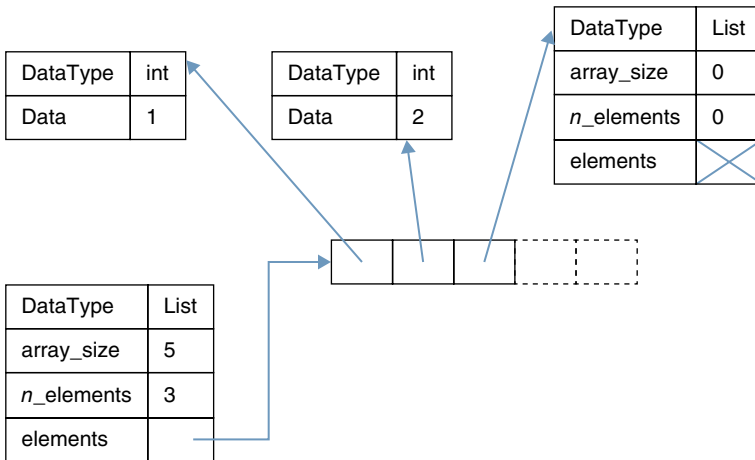 DataType List
array_size 0
n_elements 0
elements
DataType int
Data 1
DataType int
Data 2
DataType List
array_size 5
n_elements 3
elements